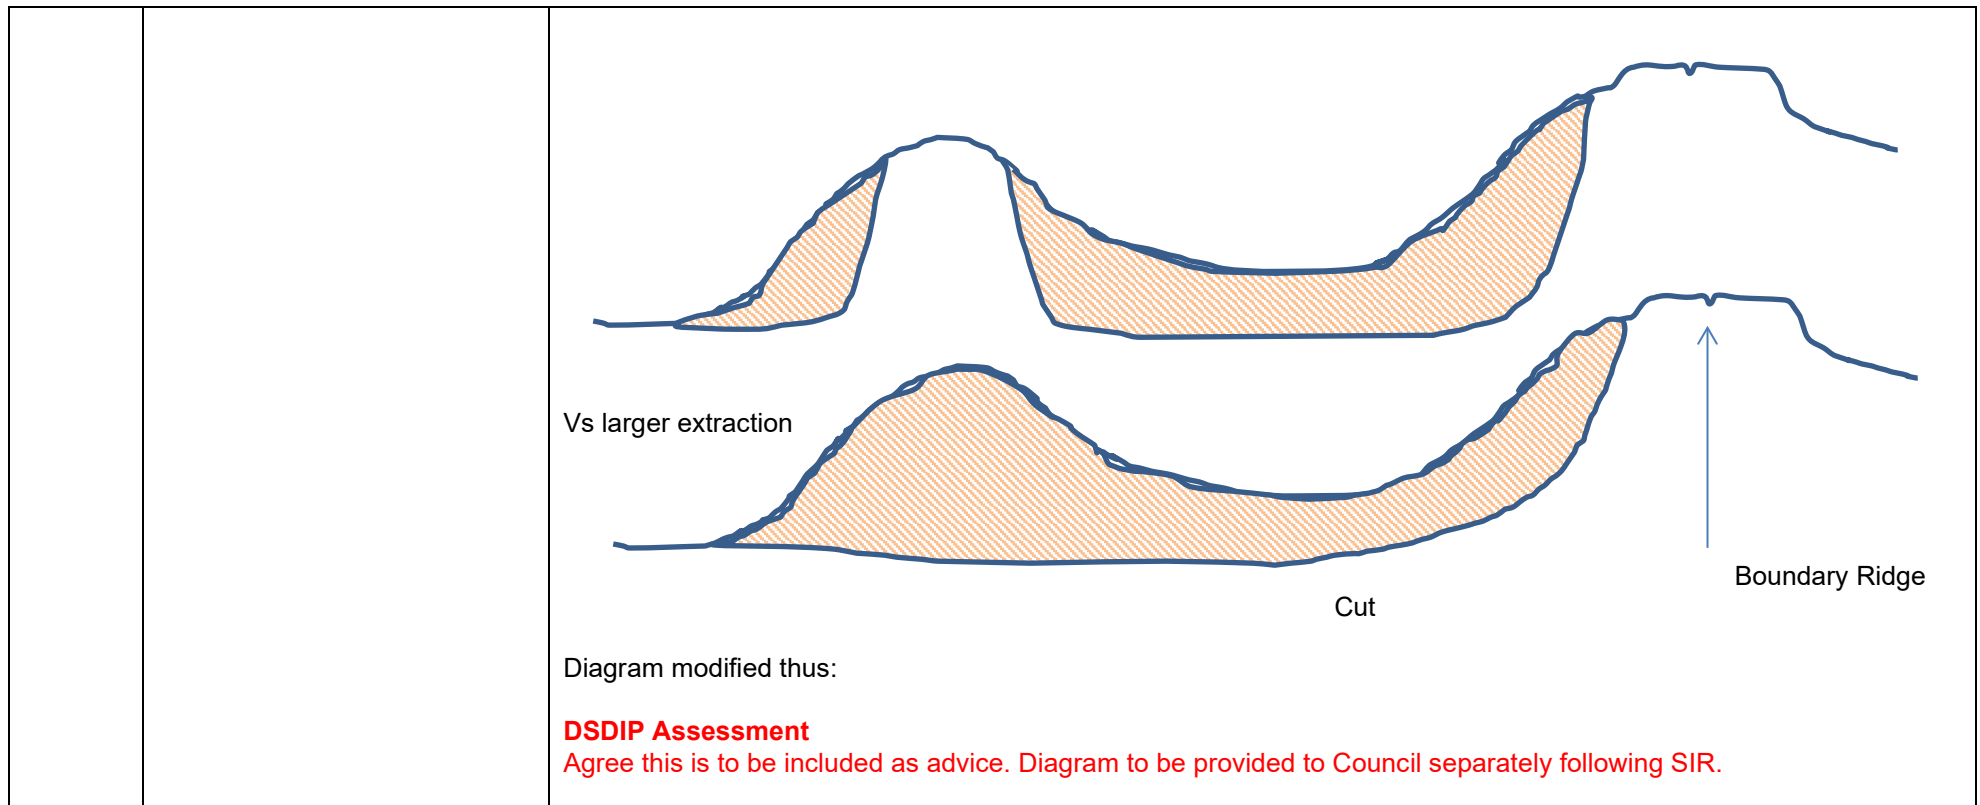 Vs larger extraction
Boundary Ridge
Cut
Diagram modified thus:
DSDIP Assessment
Agree this is to be included as advice. Diagram to be provided to Council separately following SIR.